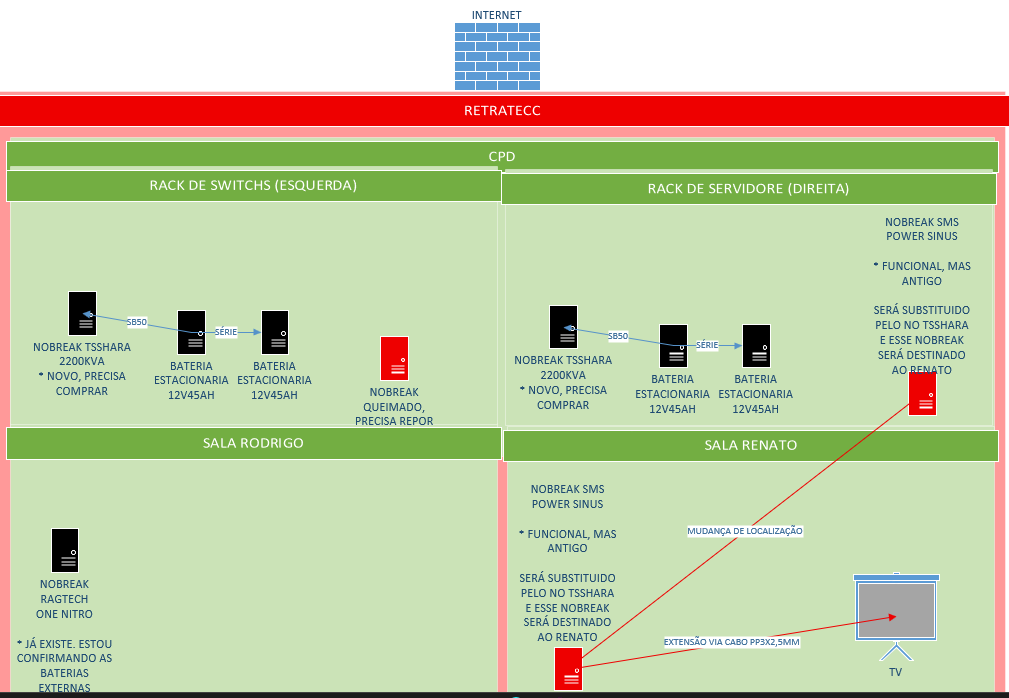 INTERNET
RETRATECC
CPD
RACK DE SWITCHS (ESQUERDA)
RACK DE SERVIDORE (DIREITA)
SB50
SÉRIE
NOBREAK TSSHARA
2200KVA
* NOVO, PRECISA
COMPRAR
BATERIA
ESTACIONARIA
12V45AH
BATERIA
ESTACIONARIA
12V45AH
NOBREAK
QUEIMADO,
PRECISA REPOR
SB50
SÉRIE
NOBREAK TSSHARA
2200KVA
* NOVO, PRECISA
COMPRAR
BATERIA
ESTACIONARIA
12V45AH
BATERIA
ESTACIONARIA
12V45AH
NOBREAK SMS
POWER SINUS
* FUNCIONAL, MAS
ANTIGO
SERÁ SUBSTITUIDO
PELO NO TSSHARA
E ESSE NOBREAK
SERÁ DESTINADO
AO RENATO
SALA RODRIGO
NOBREAK
RAGTECH
ONE NITRO
* JÁ EXISTE. ESTOU
CONFIRMANDO AS
BATERIAS
EXTERNAS
SALA RENATO
NOBREAK SMS
POWER SINUS
* FUNCIONAL, MAS
ANTIGO
SERÁ SUBSTITUIDO
PELO NO TSSHARA
E ESSE NOBREAK
SERÁ DESTINADO
AO RENATO
MUDANÇA DE LOCALIZAÇÃO
EXTENSÃO VIA CABO PP3X2,5MM
TV